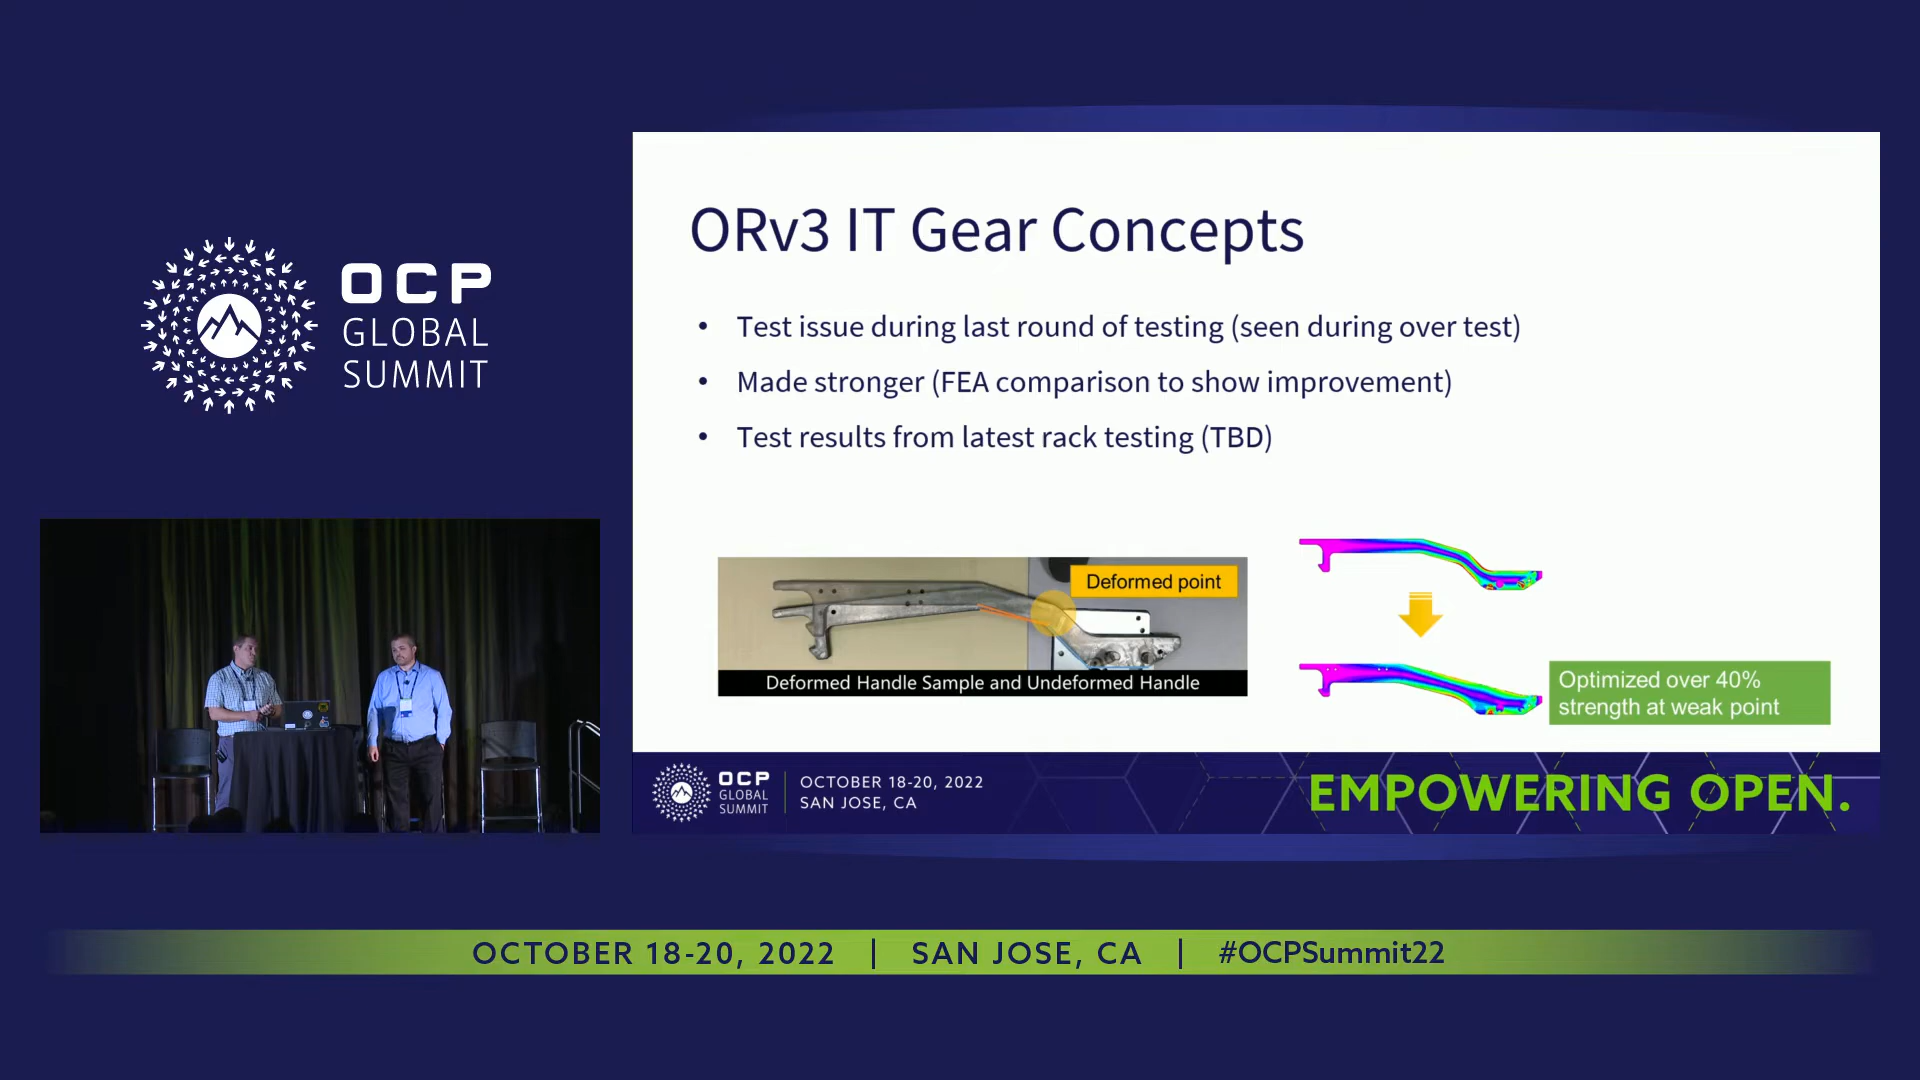 OCP
GLOBAL
SUMMIT
ORv3 IT Gear Concepts
• Test issue during last round of testing (seen during over test)
• Made stronger (FEA comparison to show improvement)
• Test results from latest rack testing (TBD)
Deformed point
Deformed Handle Sample and Undeformed Handle
Optimized over 40%
strength at weak point
OCP
GLOBAL
SUMMIT
OCTOBER 18-20, 2022
SAN JOSE, CA
EMPOWERING OPEN.
OCTOBER 18-20, 2022 | SAN JOSE, CA | #OCPSummit22